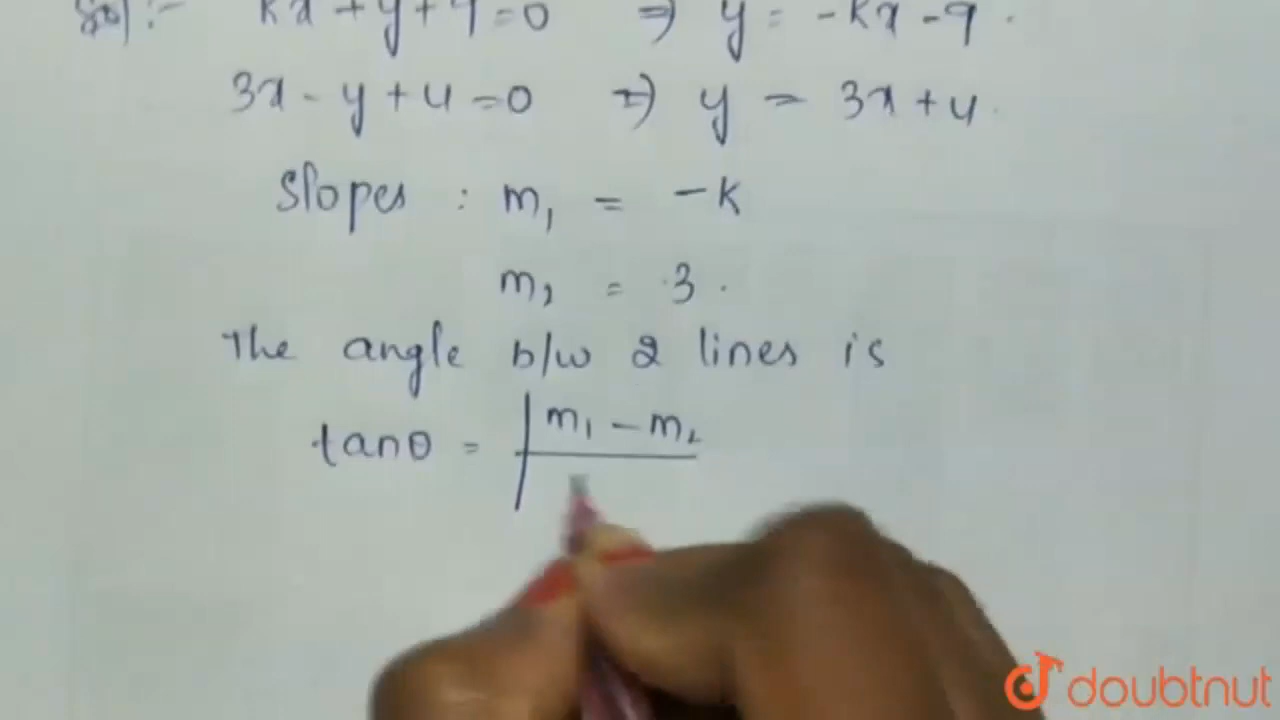 Sol :- kx + y + 9 = 0 ⇒ y = -kx - 9.
3x - y + 4 = 0 ⇒ y = 3x + 4.
Slopes : m₁ = -k
m₂ = 3.
The angle b/w 2 lines is
tanθ = | m₁ - m₂
doubtnut